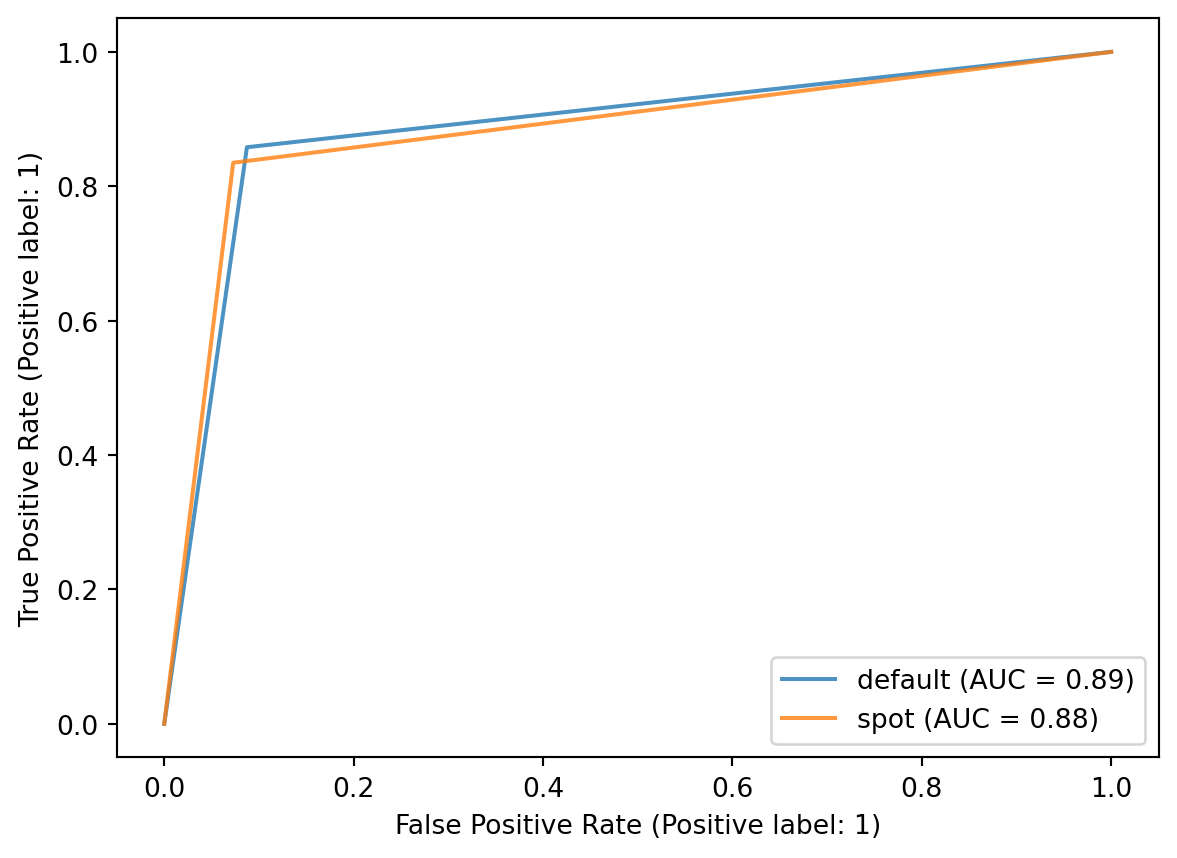 1.0
0.8
0.6
0.4
0.2
0.0
True Positive Rate (Positive label: 1)
default (AUC = 0.89)
spot (AUC = 0.88)
0.0 0.2 0.4 0.6 0.8 1.0
False Positive Rate (Positive label: 1)